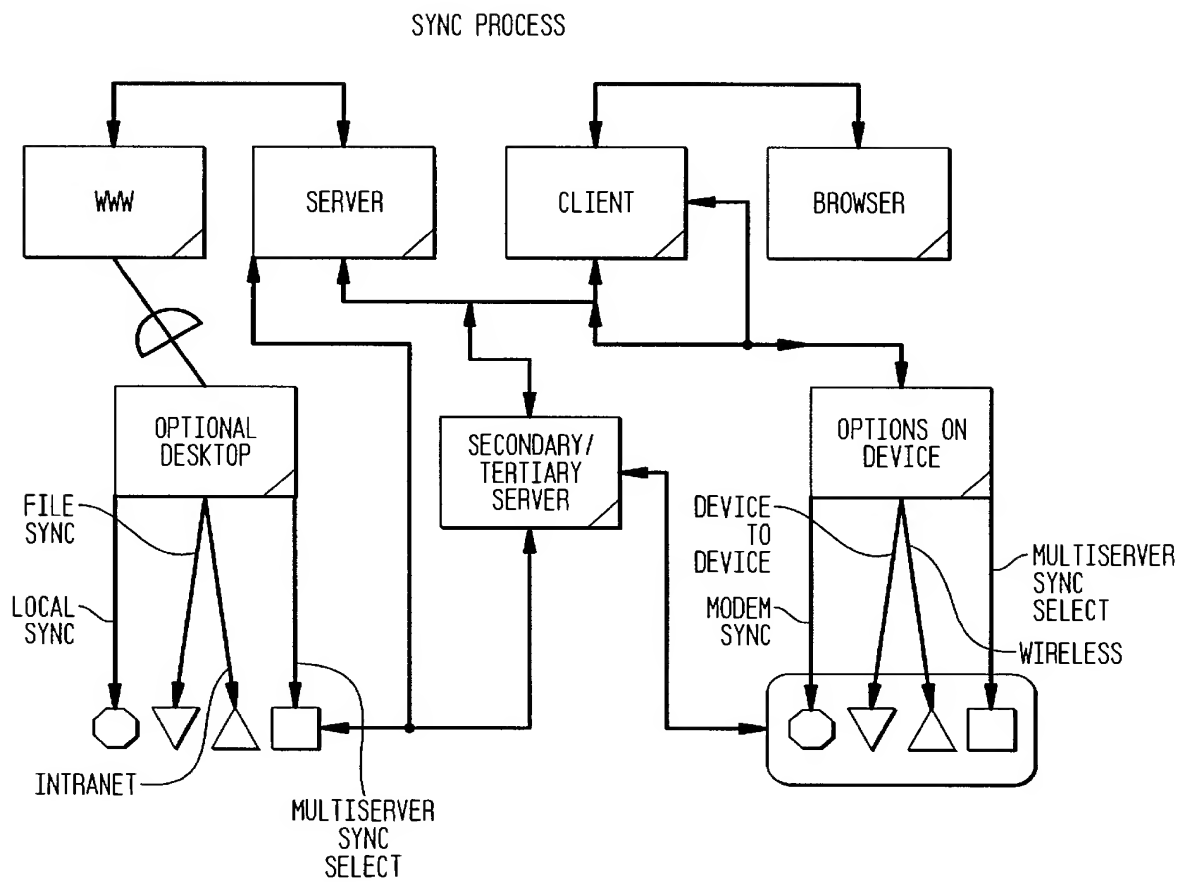 SYNC PROCESS
WWW
SERVER
CLIENT
BROWSER
OPTIONAL
DESKTOP
SECONDARY/
TERTIARY
SERVER
OPTIONS ON
DEVICE
FILE
SYNC
LOCAL
SYNC
INTRANET
MULTISERVER
SYNC
SELECT
DEVICE
TO
DEVICE
MODEM
SYNC
MULTISERVER
SYNC
SELECT
WIRELESS